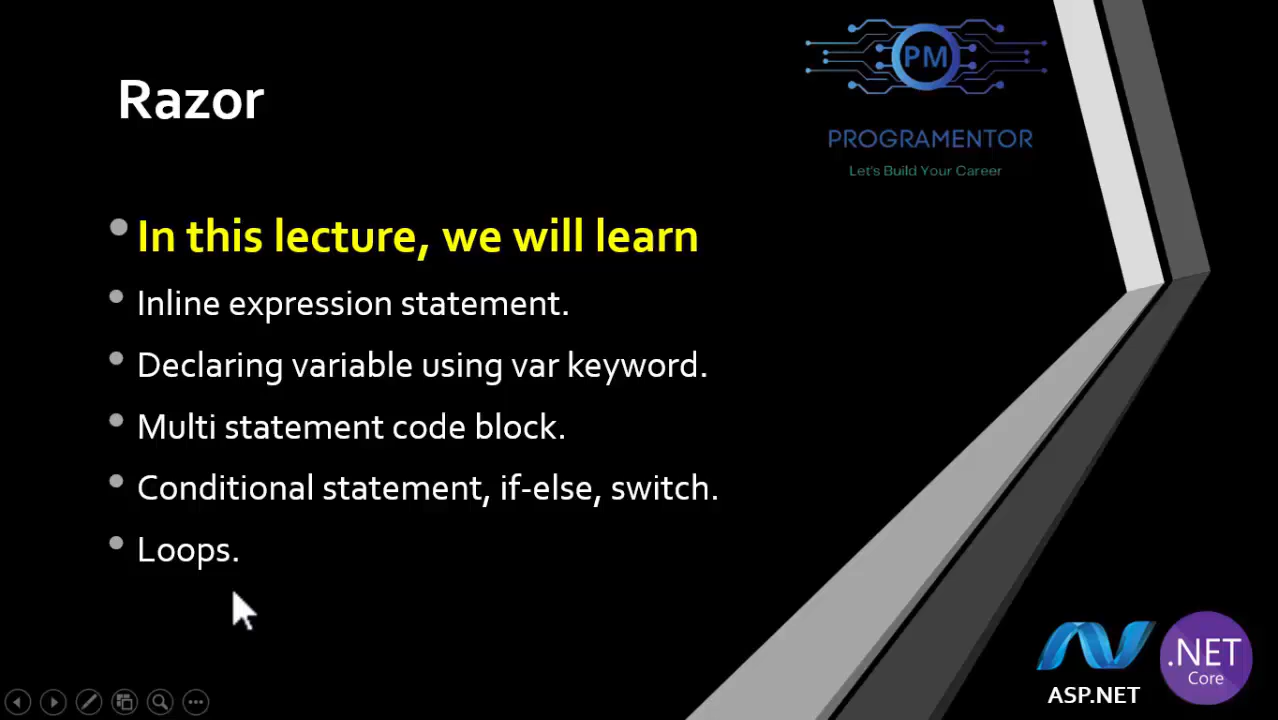 PM
PROGRAMENTOR
Let's Build Your Career
Razor
In this lecture, we will learn
Inline expression statement.
Declaring variable using var keyword.
Multi statement code block.
Conditional statement, if-else, switch.
Loops.
ASP.NET
.NET
Core